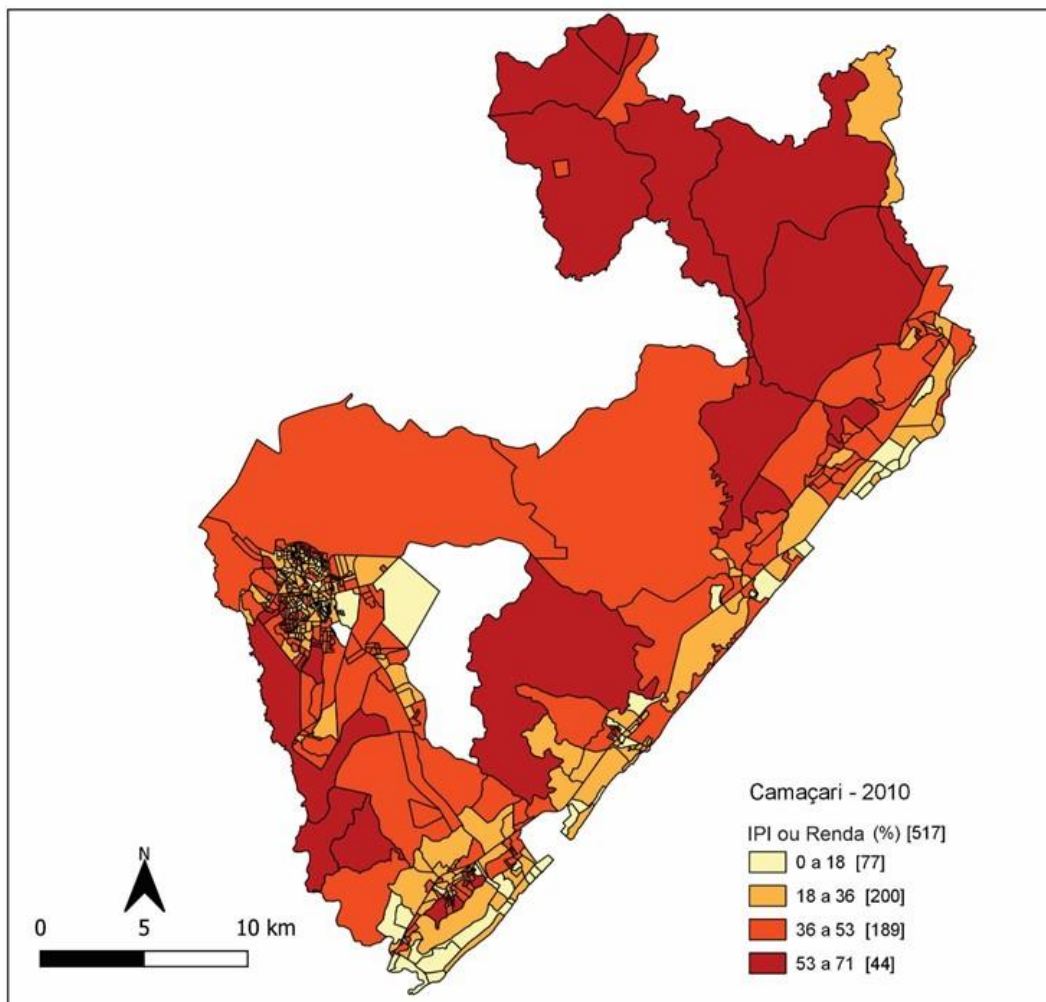 Camaçari - 2010
IPI ou Renda (%) [517]
0 a 18 [77]
18 a 36 [200]
36 a 53 [189]
53 a 71 [44]
N
0 5 10 km